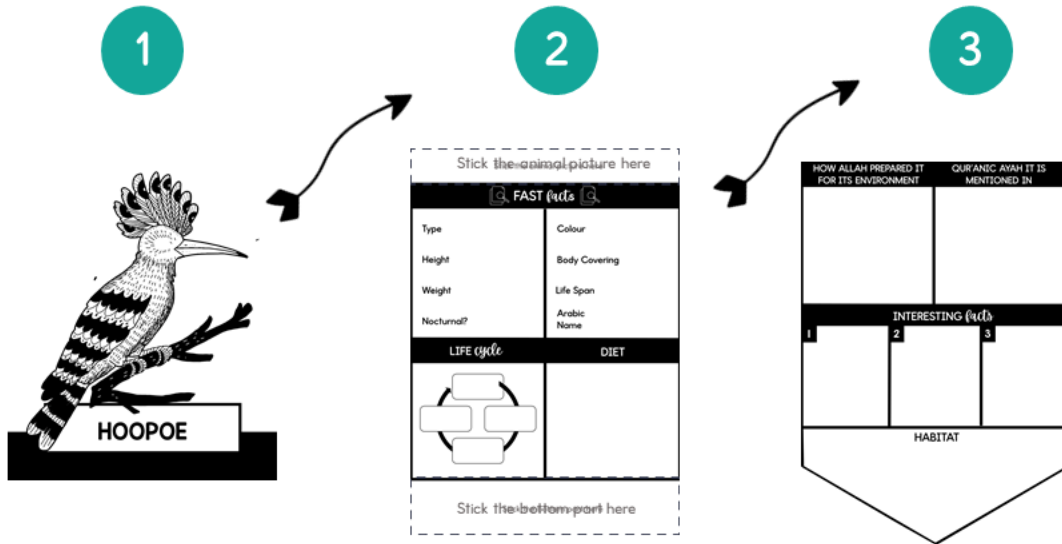 1
2
3
HOOPOE
Stick the animal picture here
FAST facts
Type
Colour
Height
Body Covering
Weight
Life Span
Nocturnal?
Arabic
Name
LIFE cycle
DIET
Stick the bottom part here
HOW ALLAH PREPARED IT
FOR ITS ENVIRONMENT
QUR'ANIC AYAH IT IS
MENTIONED IN
INTERESTING facts
1
2
3
HABITAT